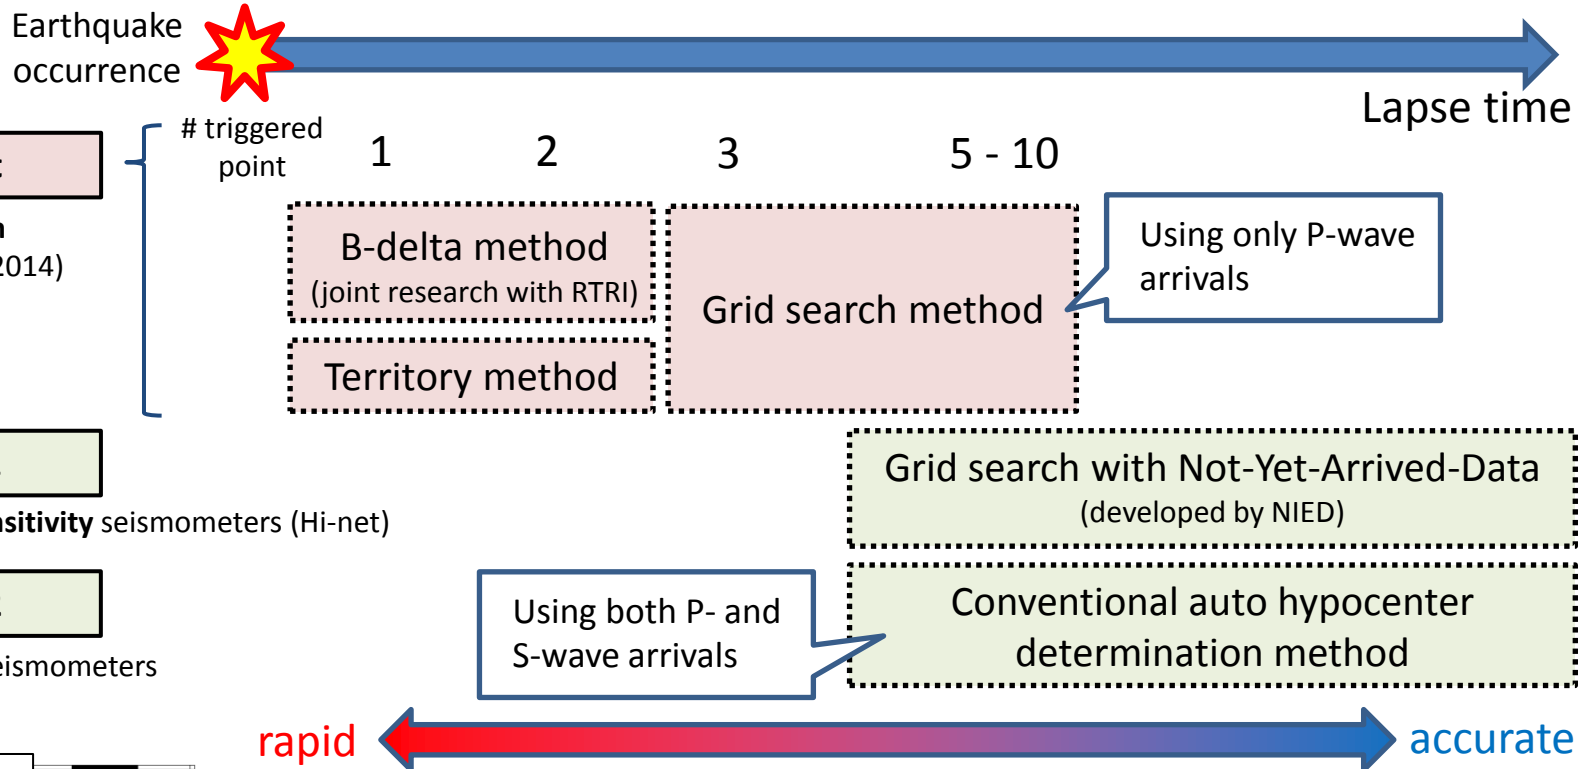 Earthquake
occurrence
Lapse time
# triggered
point
1
2
3
5 - 10
2014)
B-delta method
(joint research with RTRI)
Territory method
Grid search method
Using only P-wave
arrivals
Grid search with Not-Yet-Arrived-Data
(developed by NIED)
seismometers (Hi-net)
Using both P- and
S-wave arrivals
Conventional auto hypocenter
determination method
rapid
accurate